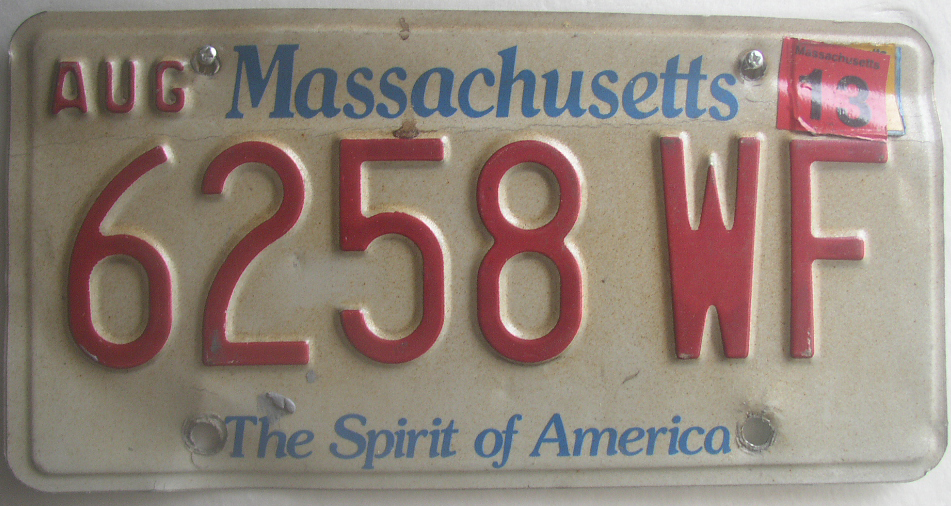 AUG Massachusetts
Massachusetts
13
6258 WF
The Spirit of America